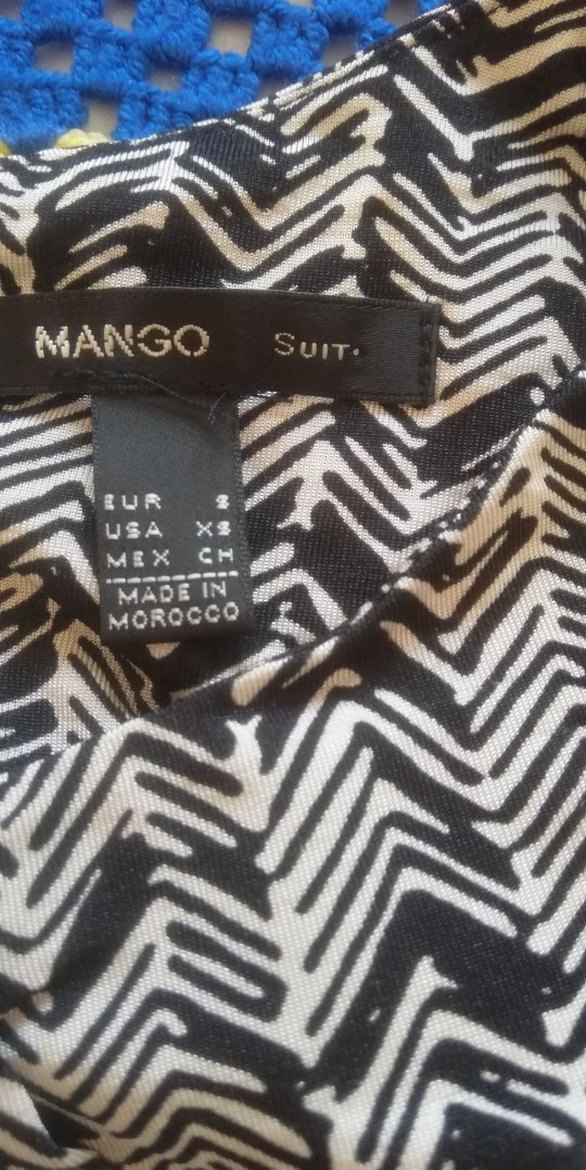 MANGO SUIT.
EUR S
USA XS
MEX CH
MADE IN
MOROCCO